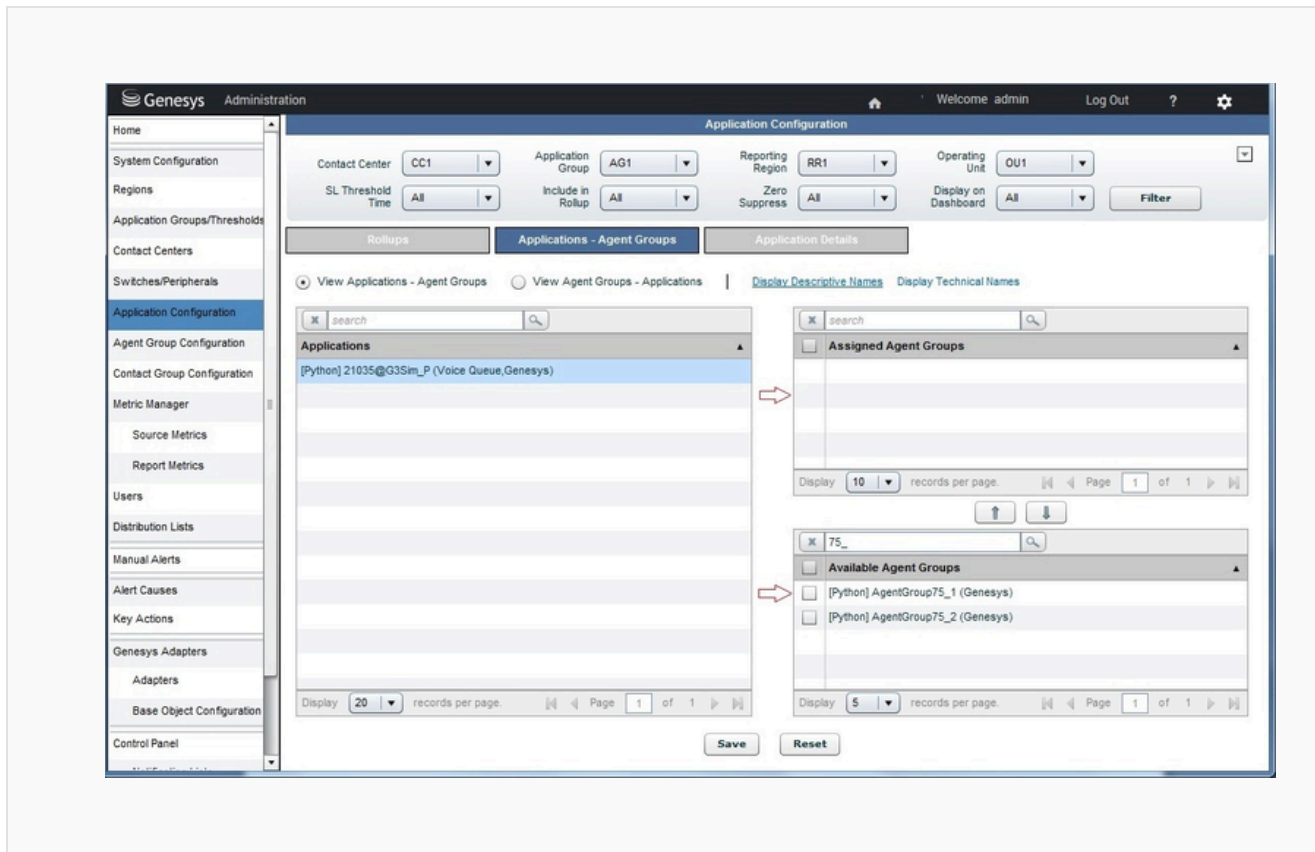 Genesys Administration Welcome admin Log Out ?
Home
System Configuration
Regions
Application Groups/Thresholds
Contact Centers
Switches/Peripherals
Application Configuration
Agent Group Configuration
Contact Group Configuration
Metric Manager
Source Metrics
Report Metrics
Users
Distribution Lists
Manual Alerts
Alert Causes
Key Actions
Genesys Adapters
Adapters
Base Object Configuration
Control Panel
Application Configuration
Contact Center CC1 Application Group AG1 Reporting Region RR1 Operating Unit OU1
SL Threshold Time All Include in Rollup All Zero Suppress All Display on Dashboard All Filter
Rollups Applications - Agent Groups Application Details
View Applications - Agent Groups View Agent Groups - Applications | Display Descriptive Names Display Technical Names
x search
Applications
[Python] 21035@G3Sim_P (Voice Queue,Genesys)
Display 20 records per page. Page 1 of 1
x search
Assigned Agent Groups
Display 10 records per page. Page 1 of 1
x 75_
Available Agent Groups
[Python] AgentGroup75_1 (Genesys)
[Python] AgentGroup75_2 (Genesys)
Display 5 records per page. Page 1 of 1
Save Reset